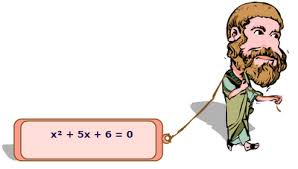 x² + 5x + 6 = 0